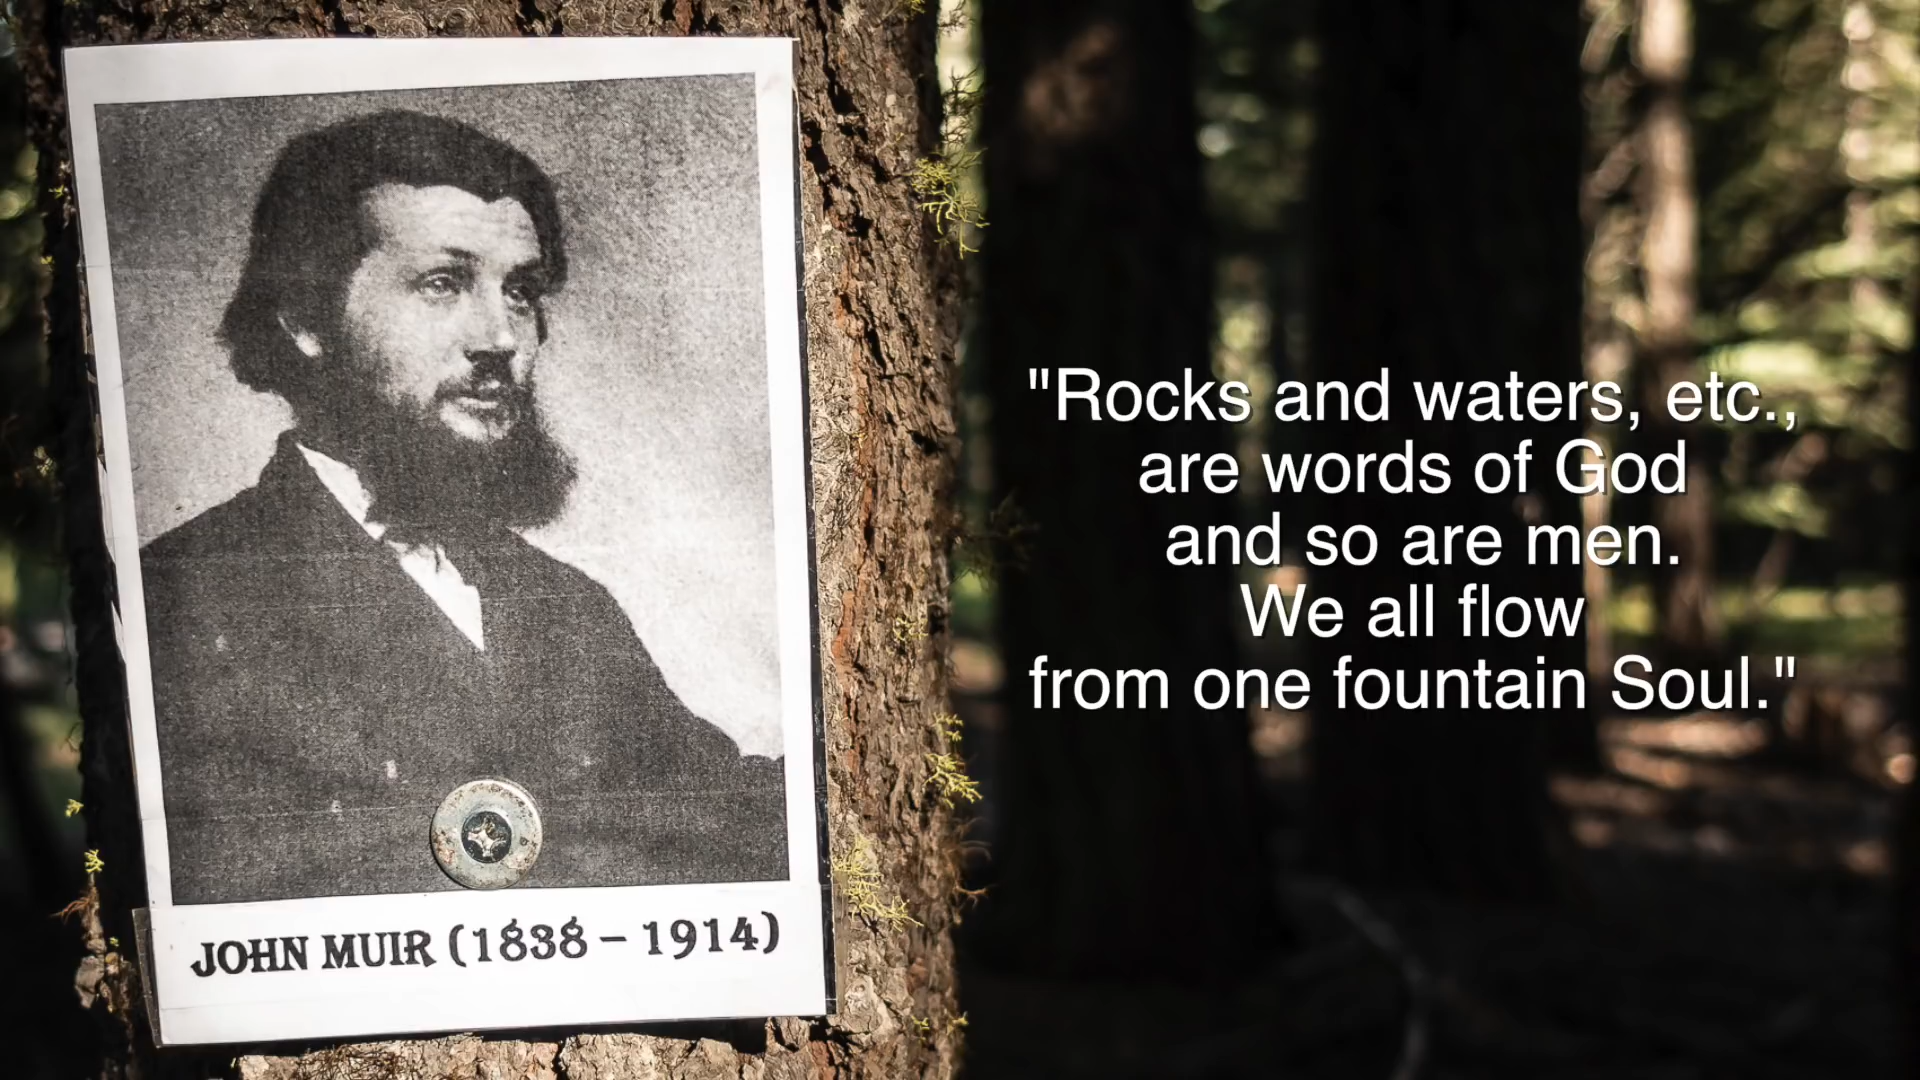 JOHN MUIR (1838 – 1914)
"Rocks and waters, etc.,
are words of God
and so are men.
We all flow
from one fountain Soul."